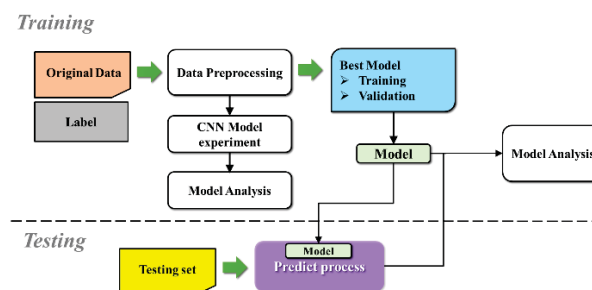 Training
Original Data
Label
Data Preprocessing
CNN Model
experiment
Model Analysis
Best Model
➢ Training
➢ Validation
Model
Model Analysis
Testing
Testing set
Model
Predict process